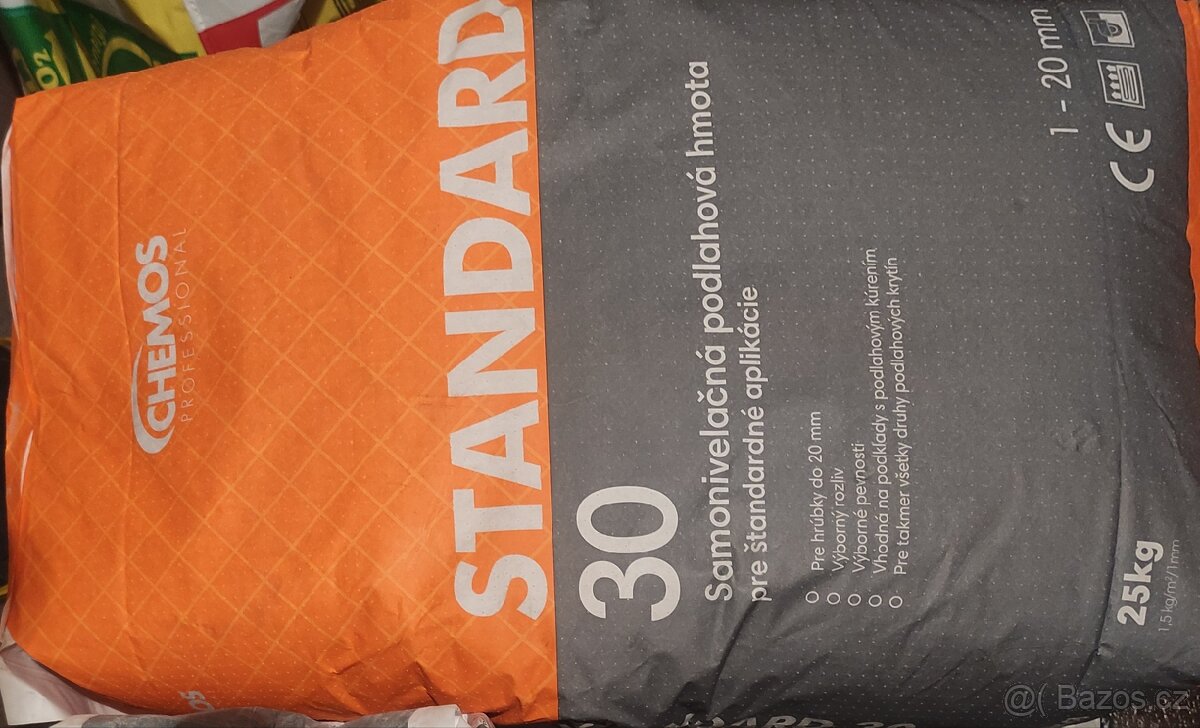 CHEMOS
PROFESSIONAL
STANDARD
30
Samonivelačná podlahová hmota
pre štandardné aplikácie
Pre hrúbky do 20 mm
Výborný rozliv
Výborné pevnosti
Vhodná na podklady s podlahovým kúrením
Pre takmer všetky druhy podlahových krytín
25kg
1,5 kg/m²/1mm
CE
1 - 20 mm
@( Bazos.cz